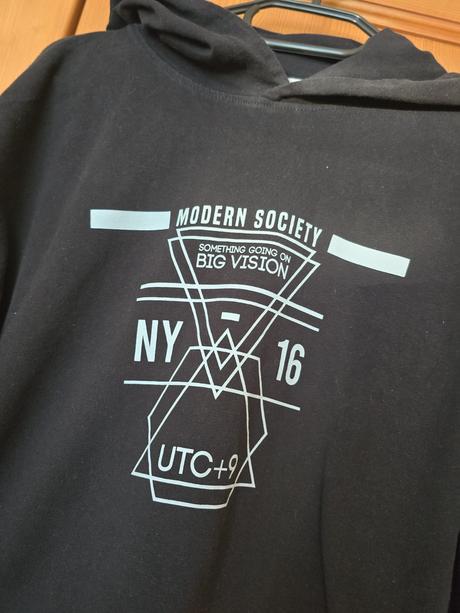 MODERN SOCIETY
SOMETHING GOING ON
BIG VISION
NY 16
UTC+9